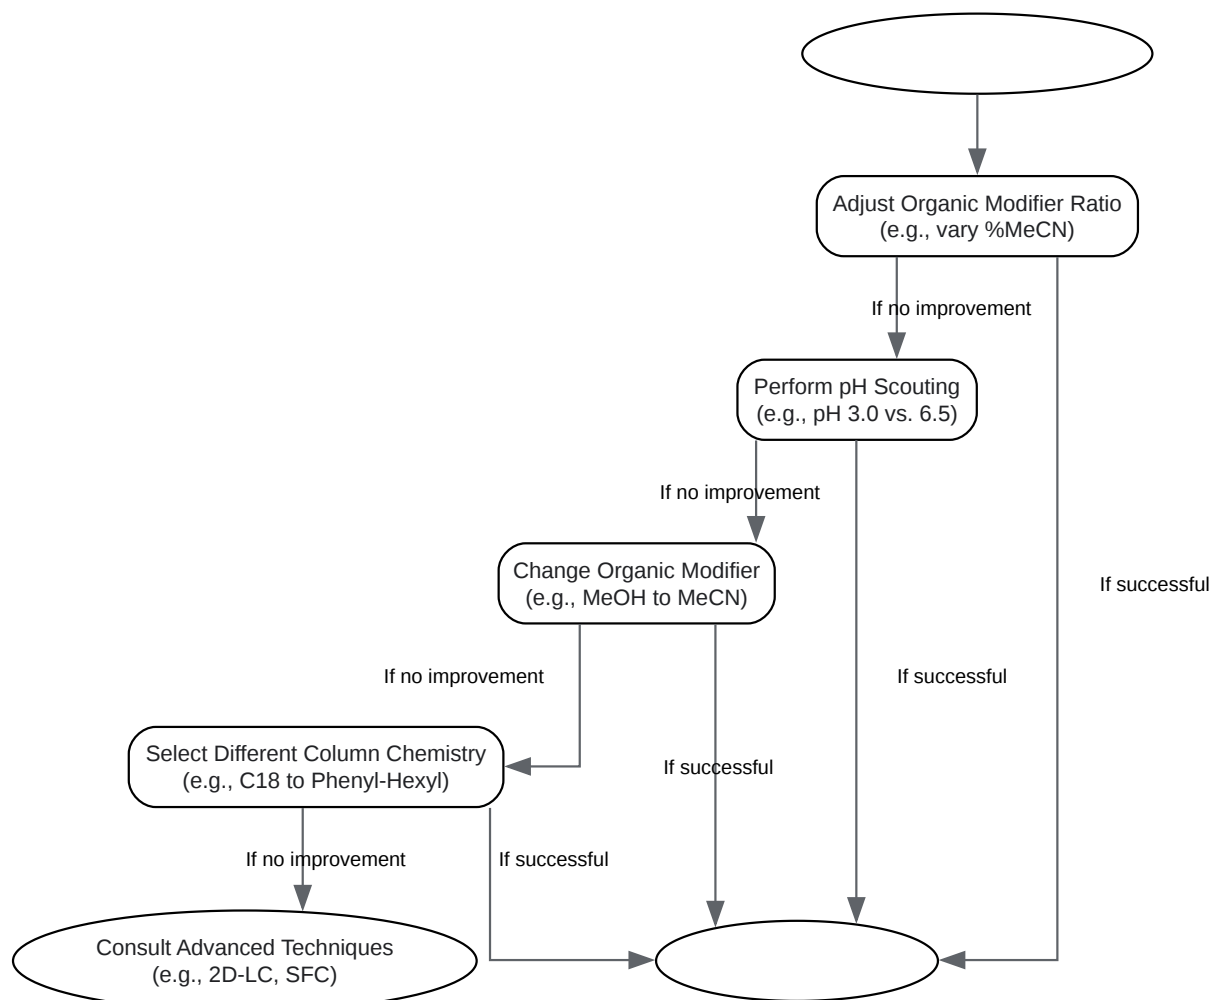 Adjust Organic Modifier Ratio
(e.g., vary %MeCN)
If no improvement
Perform pH Scouting
(e.g., pH 3.0 vs. 6.5)
If no improvement
Change Organic Modifier
(e.g., MeOH to MeCN)
If successful
If no improvement
If successful
Select Different Column Chemistry
(e.g., C18 to Phenyl-Hexyl)
If successful
If no improvement
If successful
Consult Advanced Techniques
(e.g., 2D-LC, SFC)